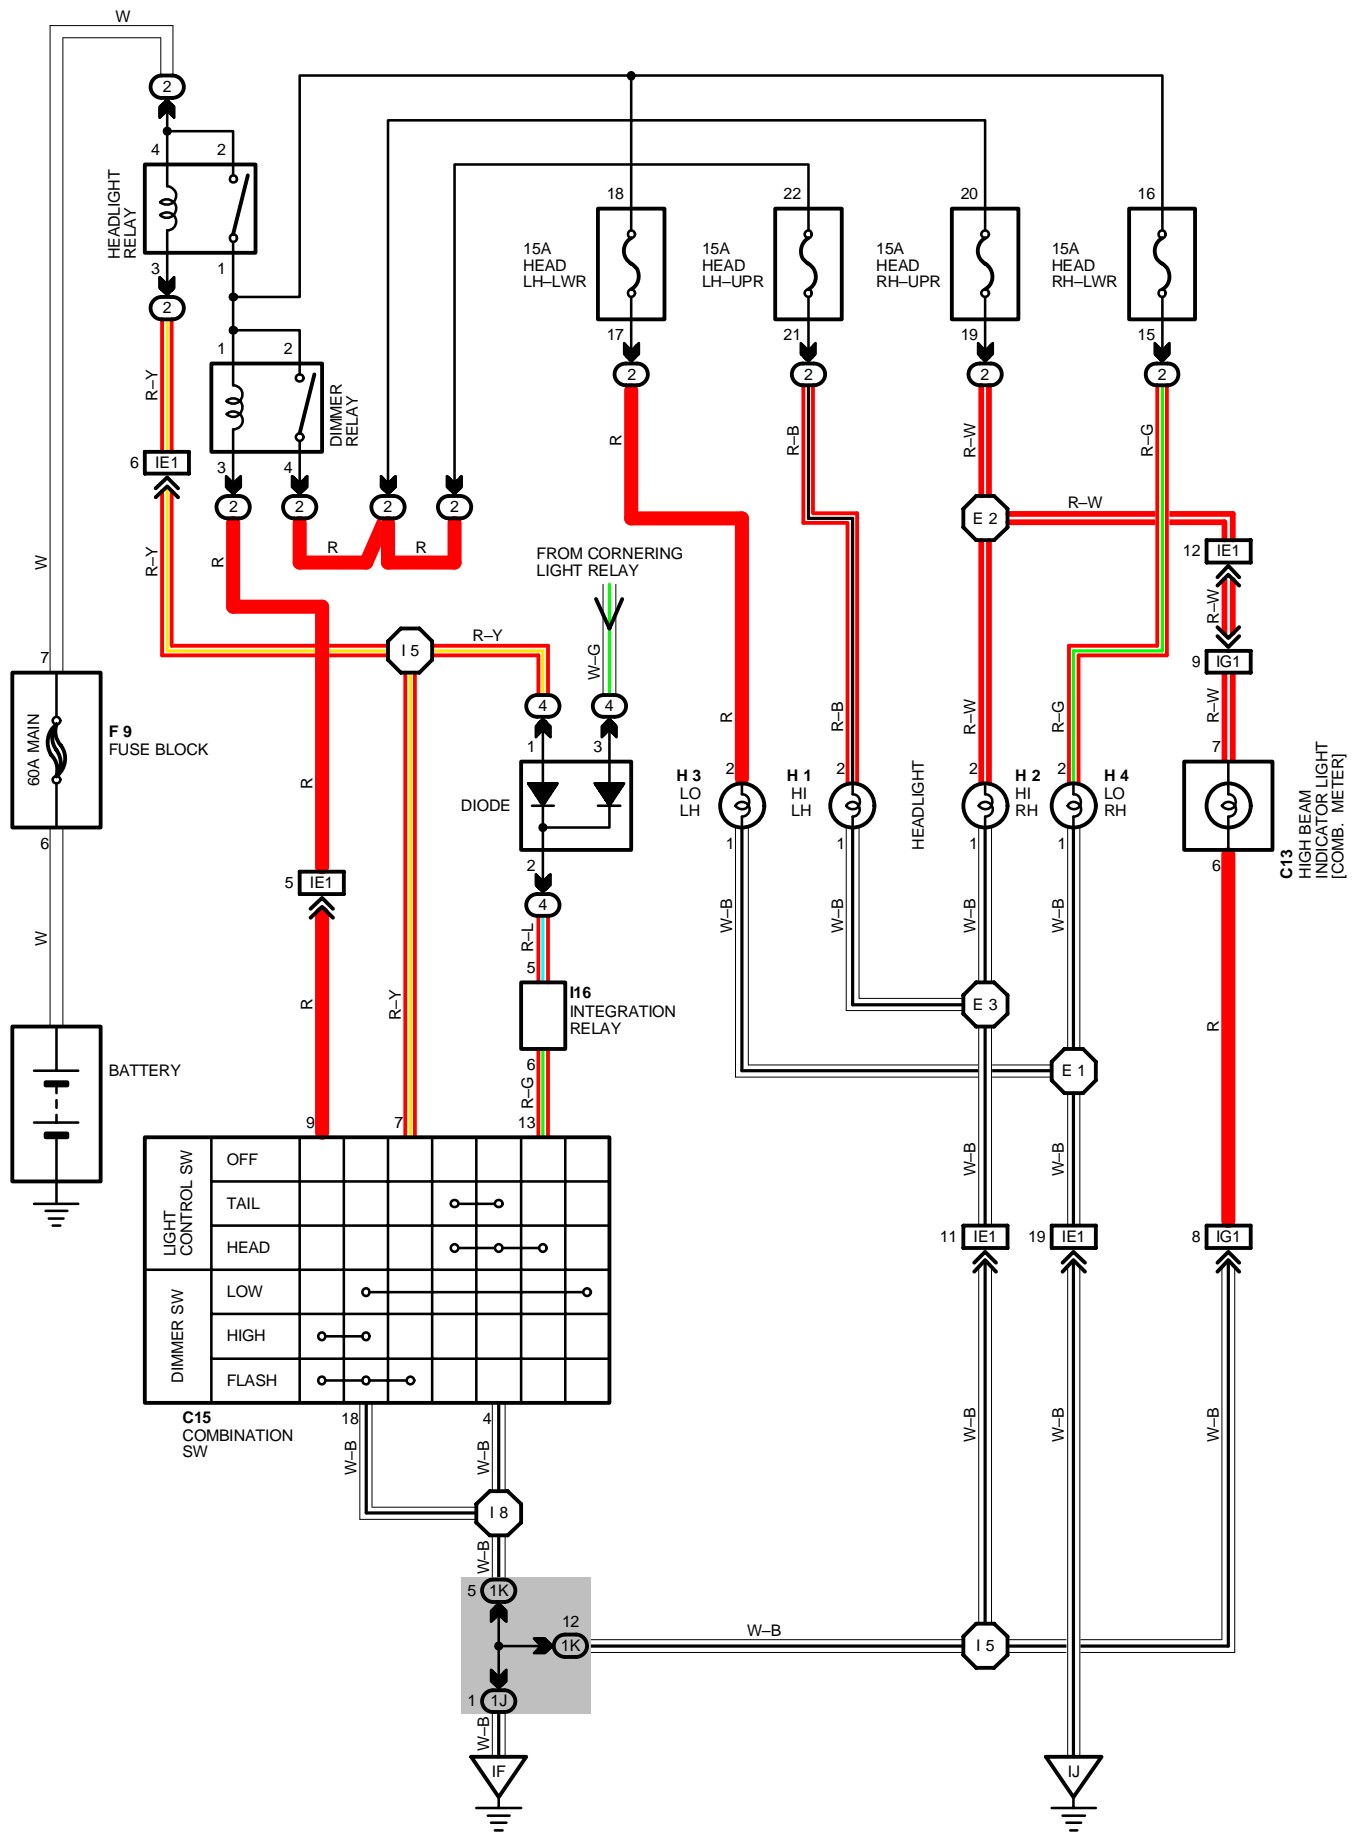 W
2
4
2
HEADLIGHT
RELAY
3
1
2
18
22
20
16
15A
HEAD
LH–LWR
15A
HEAD
LH–UPR
15A
HEAD
RH–UPR
15A
HEAD
RH–LWR
17
21
19
15
2
2
2
2
1
2
DIMMER
RELAY
3
4
R–Y
6
IE1
2
2
2
2
R
R–B
R–W
R–G
R–Y
R
R
R
W
FROM CORNERING
LIGHT RELAY
E 2
R–W
12
IE1
R–W
9
IG1
I 5
R–Y
W–G
4
4
1
3
DIODE
2
4
7
60A MAIN
F 9
FUSE BLOCK
6
R
R
R–B
R–W
R–G
R–W
7
H 3
LO
LH
2
1
H 1
HI
LH
2
1
HEADLIGHT
2
1
H 2
HI
RH
2
1
H 4
LO
RH
C13
HIGH BEAM
INDICATOR LIGHT
[COMB. METER]
6
5
IE1
W
R
R–Y
R–L
5
I16
INTEGRATION
RELAY
6
R–G
W–B
W–B
W–B
W–B
E 3
E 1
R
BATTERY
9
7
13
LIGHT
CONTROL SW
OFF
TAIL
HEAD
DIMMER SW
LOW
HIGH
FLASH
C15
COMBINATION
SW
18
4
W–B
W–B
W–B
W–B
11
IE1
19
IE1
8
IG1
W–B
W–B
W–B
I 8
W–B
5
1K
12
1K
W–B
I 5
1
1J
W–B
IF
IJ